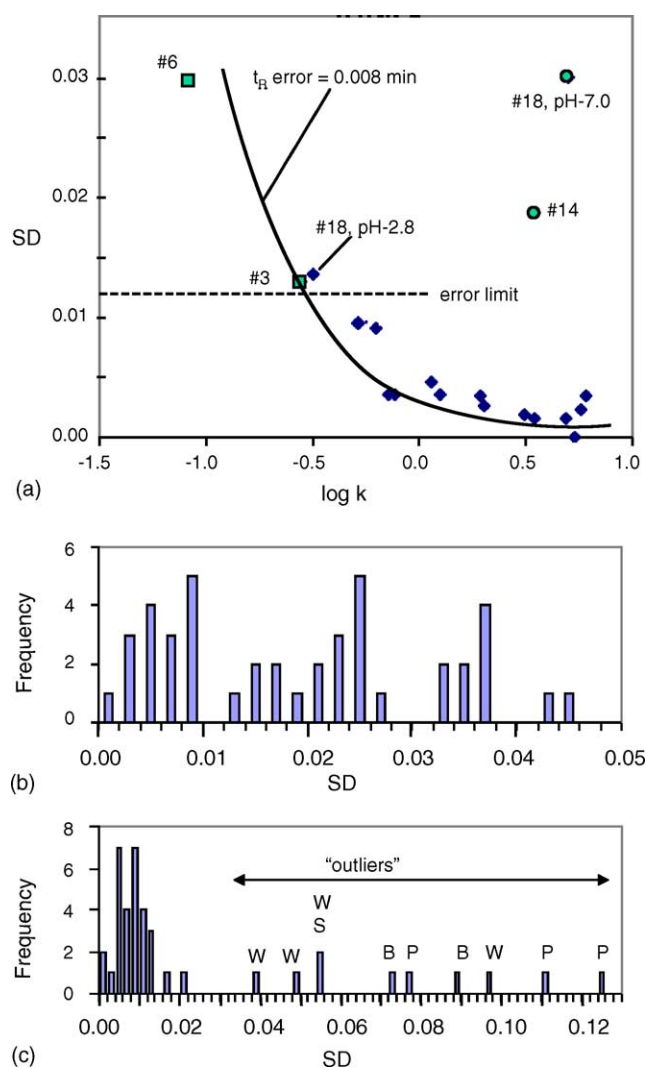 0.03
#6
t_R error = 0.008 min
#18, pH-7.0
0.02
#14
SD
#18, pH-2.8
#3
error limit
0.01
0.00
-1.5 -1.0 -0.5 0.0 0.5 1.0
(a)
log k
6
4
Frequency
2
0
0.00 0.01 0.02 0.03 0.04 0.05
(b)
SD
8
"outliers"
6
Frequency
W
4
S
W W B P B W P P
2
0
0.00 0.02 0.04 0.06 0.08 0.10 0.12
(c)
SD